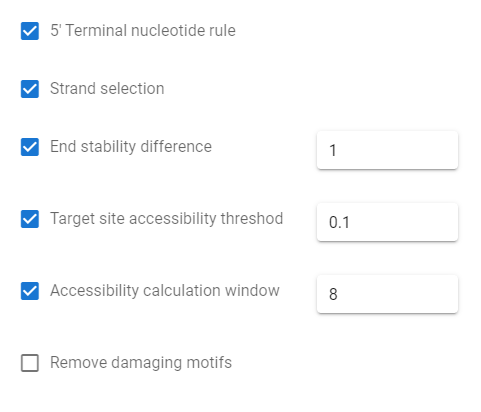 5' Terminal nucleotide rule
Strand selection
End stability difference 1
Target site accessibility threshod 0.1
Accessibility calculation window 8
Remove damaging motifs